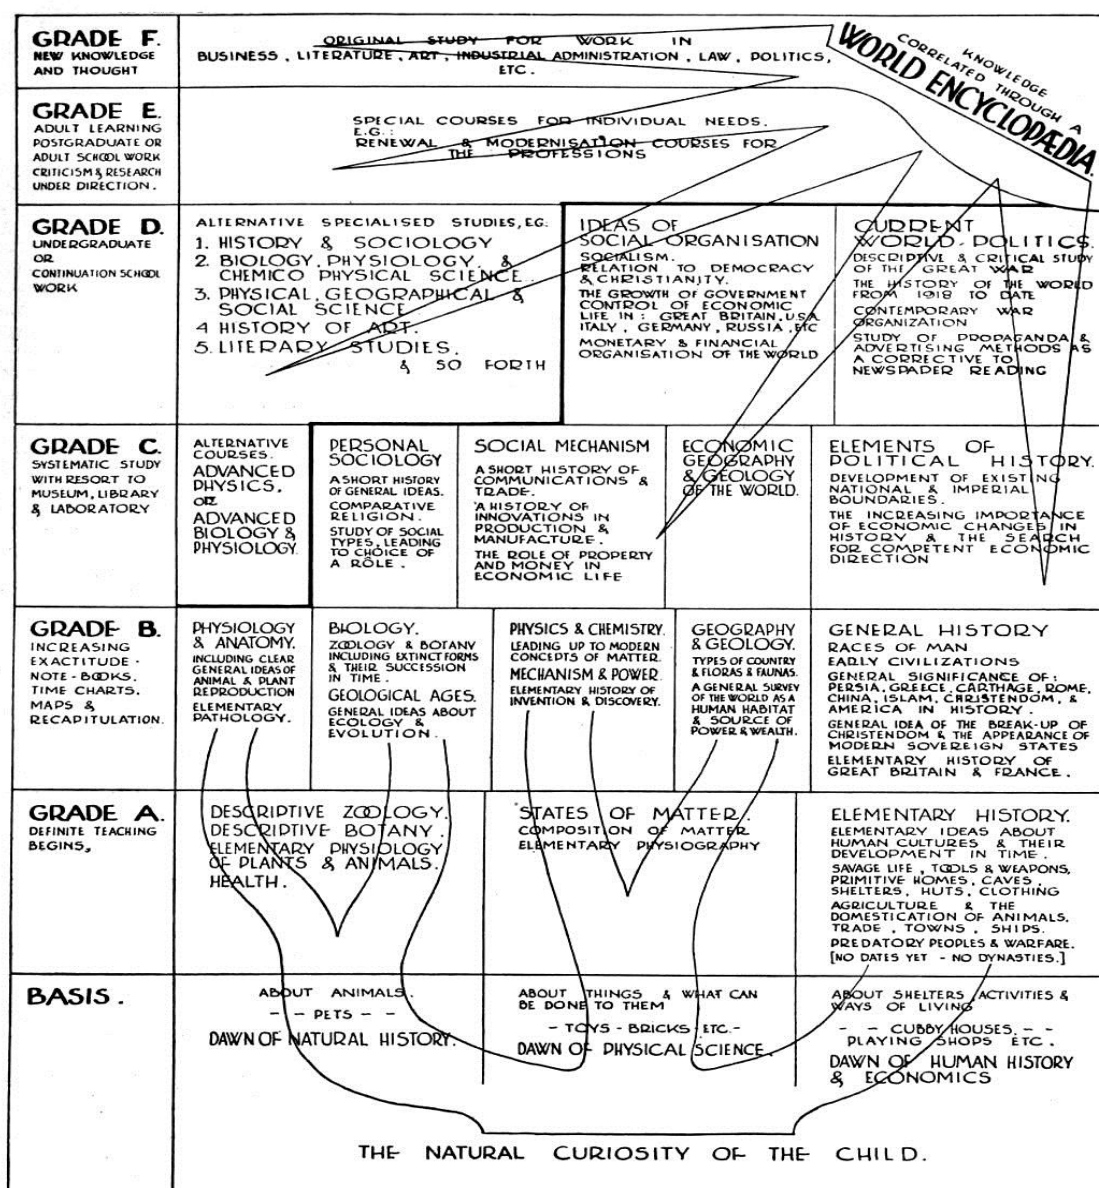 GRADE F.
NEW KNOWLEDGE
AND THOUGHT
ORIGINAL STUDY FOR WORK IN
BUSINESS, LITERATURE, ART, INDUSTRIAL ADMINISTRATION, LAW, POLITICS,
ETC.
KNOWLEDGE
CORRELATED THROUGH A
WORLD ENCYCLOPÆDIA.
GRADE E.
ADULT LEARNING
POSTGRADUATE OR
ADULT SCHOOL WORK
CRITICISM & RESEARCH
UNDER DIRECTION.
SPECIAL COURSES FOR INDIVIDUAL NEEDS.
E.G.:
RENEWAL & MODERNISATION COURSES FOR
THE PROFESSIONS
GRADE D.
UNDERGRADUATE
OR
CONTINUATION SCHOOL
WORK
ALTERNATIVE SPECIALISED STUDIES, E.G.
1. HISTORY & SOCIOLOGY
2. BIOLOGY, PHYSIOLOGY, &
CHEMICO PHYSICAL SCIENCE
3. PHYSICAL, GEOGRAPHICAL &
SOCIAL SCIENCE
4 HISTORY OF ART.
5. LITERARY STUDIES,
& SO FORTH
IDEAS OF
SOCIAL ORGANISATION
SOCIALISM.
RELATION TO DEMOCRACY
& CHRISTIANITY.
THE GROWTH OF GOVERNMENT
CONTROL OF ECONOMIC
LIFE IN: GREAT BRITAIN, U.S.A
ITALY, GERMANY, RUSSIA, ETC
MONETARY & FINANCIAL
ORGANISATION OF THE WORLD
CURRENT
WORLD-POLITICS.
DESCRIPTIVE & CRITICAL STUDY
OF THE GREAT WAR
THE HISTORY OF THE WORLD
FROM 1918 TO DATE
CONTEMPORARY WAR
ORGANIZATION
STUDY OF PROPAGANDA &
ADVERTISING METHODS AS
A CORRECTIVE TO
NEWSPAPER READING
GRADE C.
SYSTEMATIC STUDY
WITH RESORT TO
MUSEUM, LIBRARY
& LABORATORY
ALTERNATIVE
COURSES.
ADVANCED
PHYSICS,
OR
ADVANCED
BIOLOGY &
PHYSIOLOGY.
PERSONAL
SOCIOLOGY
A SHORT HISTORY
OF GENERAL IDEAS.
COMPARATIVE
RELIGION.
STUDY OF SOCIAL
TYPES, LEADING
TO CHOICE OF
A RÔLE.
SOCIAL MECHANISM
A SHORT HISTORY OF
COMMUNICATIONS &
TRADE.
A HISTORY OF
INNOVATIONS IN
PRODUCTION &
MANUFACTURE.
THE ROLE OF PROPERTY
AND MONEY IN
ECONOMIC LIFE
ECONOMIC
GEOGRAPHY
& GEOLOGY
OF THE WORLD.
ELEMENTS OF
POLITICAL HISTORY.
DEVELOPMENT OF EXISTING
NATIONAL & IMPERIAL
BOUNDARIES.
THE INCREASING IMPORTANCE
OF ECONOMIC CHANGES IN
HISTORY & THE SEARCH
FOR COMPETENT ECONOMIC
DIRECTION
GRADE B.
INCREASING
EXACTITUDE -
NOTE-BOOKS,
TIME CHARTS,
MAPS &
RECAPITULATION.
PHYSIOLOGY
& ANATOMY.
INCLUDING CLEAR
GENERAL IDEAS OF
ANIMAL & PLANT
REPRODUCTION
ELEMENTARY
PATHOLOGY.
BIOLOGY.
ZOOLOGY & BOTANY
INCLUDING EXTINCT FORMS
& THEIR SUCCESSION
IN TIME.
GEOLOGICAL AGES.
GENERAL IDEAS ABOUT
ECOLOGY &
EVOLUTION.
PHYSICS & CHEMISTRY.
LEADING UP TO MODERN
CONCEPTS OF MATTER.
MECHANISM & POWER.
ELEMENTARY HISTORY OF
INVENTION & DISCOVERY.
GEOGRAPHY
& GEOLOGY.
TYPES OF COUNTRY
& FLORAS & FAUNAS.
A GENERAL SURVEY
OF THE WORLD AS A
HUMAN HABITAT
& SOURCE OF
POWER & WEALTH.
GENERAL HISTORY
RACES OF MAN
EARLY CIVILIZATIONS
GENERAL SIGNIFICANCE OF:
PERSIA, GREECE, CARTHAGE, ROME,
CHINA, ISLAM, CHRISTENDOM, &
AMERICA IN HISTORY.
GENERAL IDEA OF THE BREAK-UP OF
CHRISTENDOM & THE APPEARANCE OF
MODERN SOVEREIGN STATES
ELEMENTARY HISTORY OF
GREAT BRITAIN & FRANCE.
GRADE A.
DEFINITE TEACHING
BEGINS,
DESCRIPTIVE ZOOLOGY.
DESCRIPTIVE BOTANY.
ELEMENTARY PHYSIOLOGY
OF PLANTS & ANIMALS.
HEALTH.
STATES OF MATTER.
COMPOSITION OF MATTER
ELEMENTARY PHYSIOGRAPHY
ELEMENTARY HISTORY.
ELEMENTARY IDEAS ABOUT
HUMAN CULTURES & THEIR
DEVELOPMENT IN TIME.
SAVAGE LIFE, TOOLS & WEAPONS,
PRIMITIVE HOMES, CAVES,
SHELTERS, HUTS, CLOTHING
AGRICULTURE & THE
DOMESTICATION OF ANIMALS.
TRADE, TOWNS, SHIPS.
PREDATORY PEOPLES & WARFARE.
[NO DATES YET - NO DYNASTIES.]
BASIS.
ABOUT ANIMALS.
- - PETS - -
DAWN OF NATURAL HISTORY.
ABOUT THINGS & WHAT CAN
BE DONE TO THEM
- TOYS - BRICKS ETC. -
DAWN OF PHYSICAL SCIENCE.
ABOUT SHELTERS, ACTIVITIES &
WAYS OF LIVING
- - CUBBY HOUSES. - -
PLAYING SHOPS ETC.
DAWN OF HUMAN HISTORY
& ECONOMICS
THE NATURAL CURIOSITY OF THE CHILD.